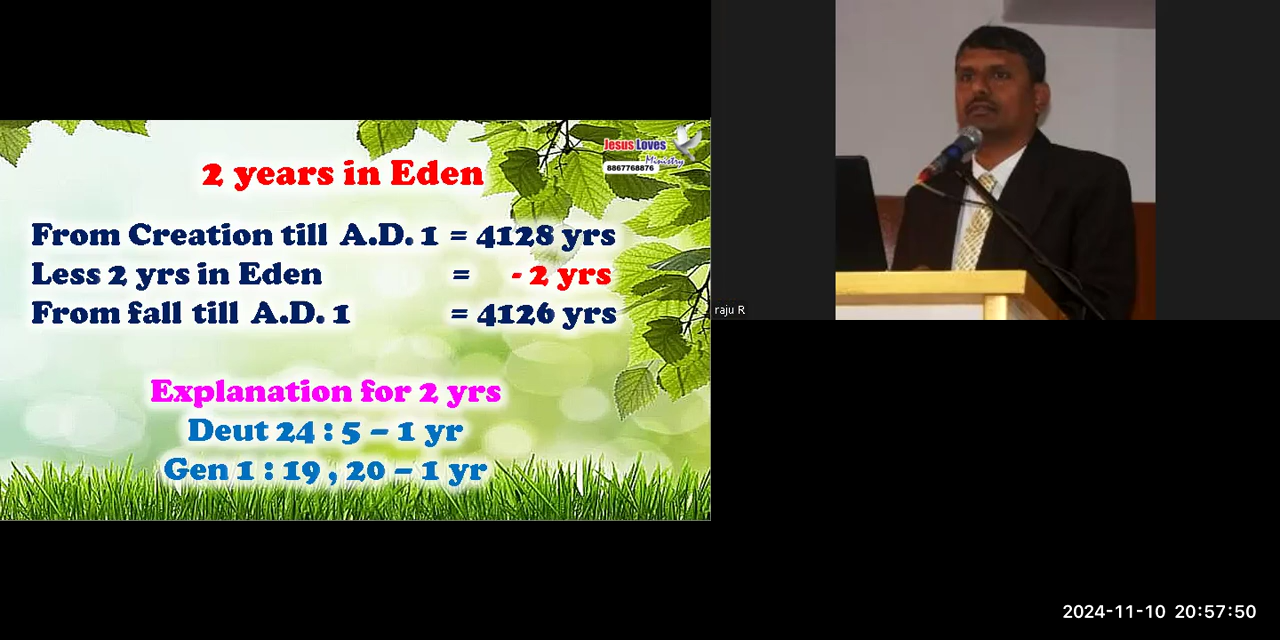 Jesus Loves
Ministry
8867768876
2 years in Eden
From Creation till A.D. 1 = 4128 yrs
Less 2 yrs in Eden = - 2 yrs
From fall till A.D. 1 = 4126 yrs
Explanation for 2 yrs
Deut 24 : 5 – 1 yr
Gen 1 : 19 , 20 – 1 yr
raju R
2024-11-10 20:57:50